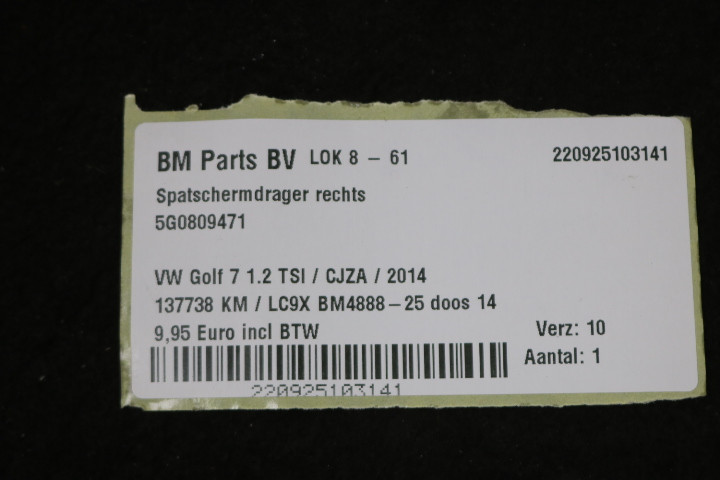 BM Parts BV LOK 8 - 61 220925103141
Spatschermdrager rechts
5G0809471
VW Golf 7 1.2 TSI / CJZA / 2014
137738 KM / LC9X BM4888-25 doos 14
9,95 Euro incl BTW Verz: 10
Aantal: 1
220925103141